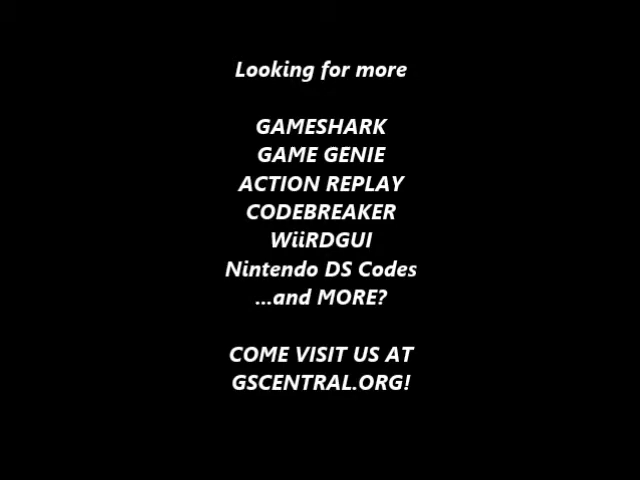 Looking for more
GAMESHARK
GAME GENIE
ACTION REPLAY
CODEBREAKER
WiiRDGUI
Nintendo DS Codes
...and MORE?
COME VISIT US AT
GSCENTRAL.ORG!